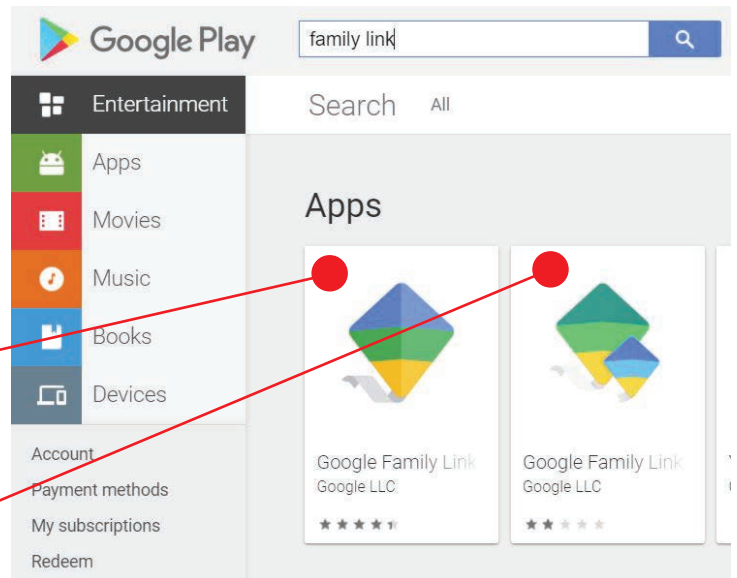 Google Play
family link
Entertainment
Search All
Apps
Movies
Music
Books
Devices
Apps
Google Family Link
Google LLC
Google Family Link
Google LLC
Account
Payment methods
My subscriptions
Redeem